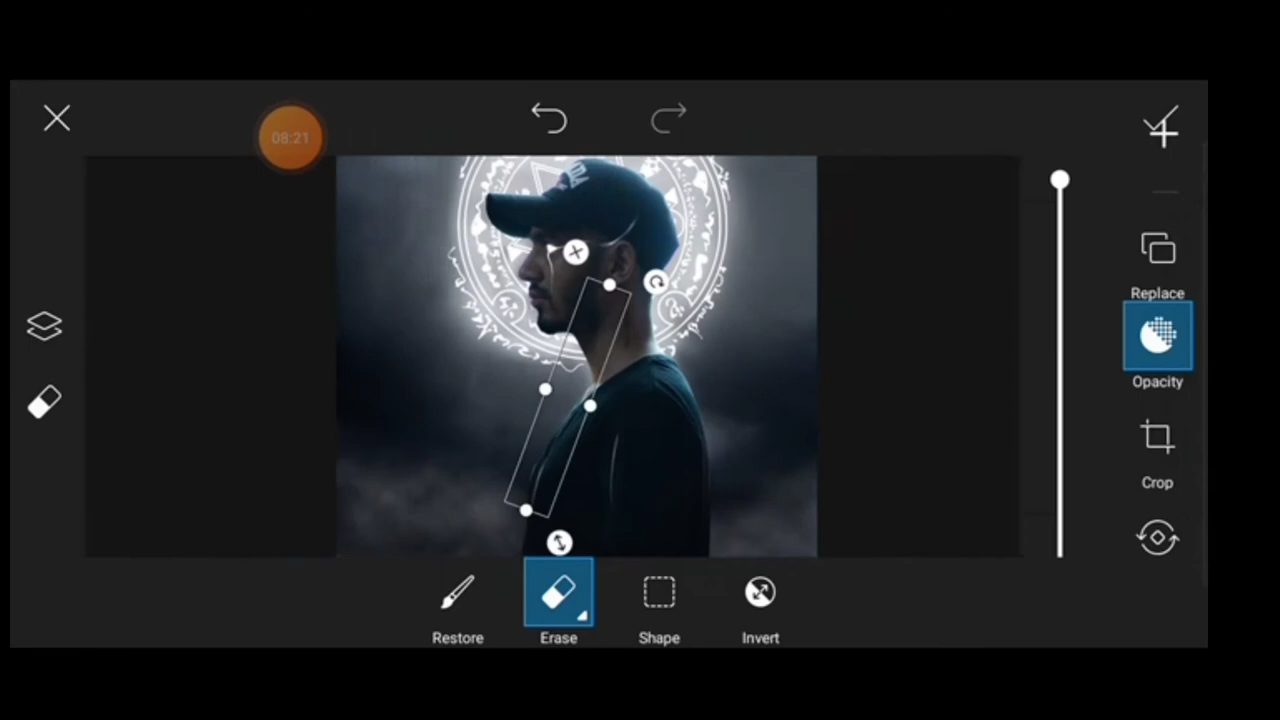 08:21
Replace
Opacity
Crop
Restore
Erase
Shape
Invert